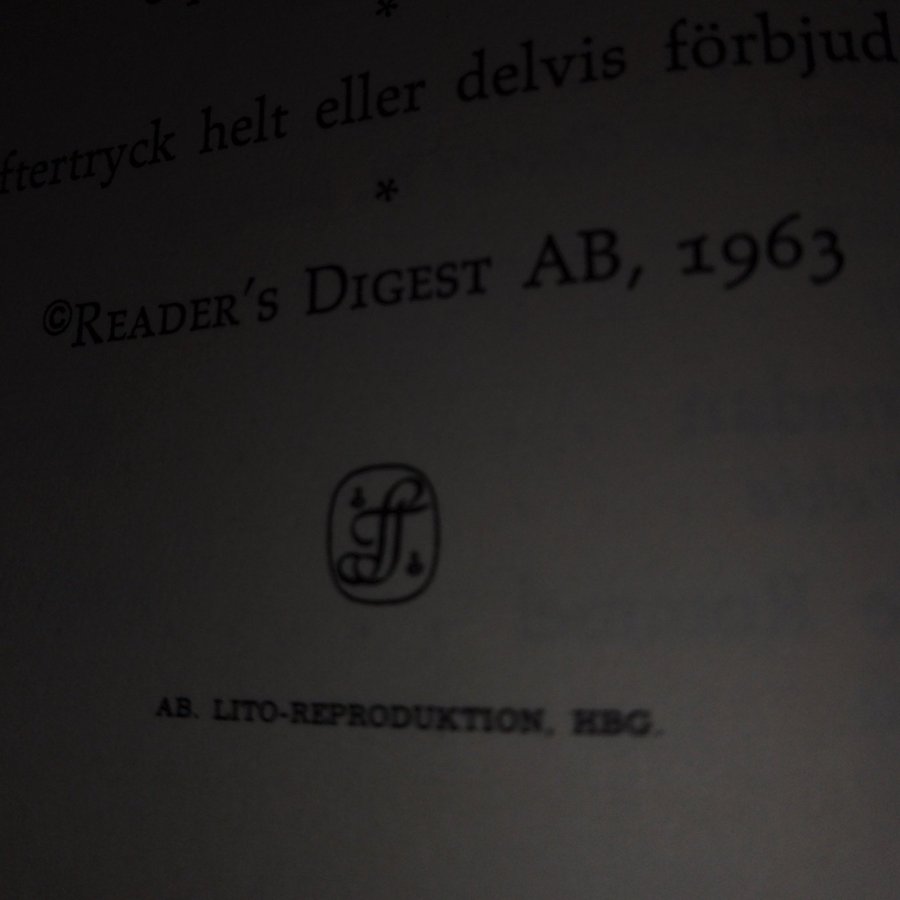 *
ftertryck helt eller delvis förbjud
*
©READER'S DIGEST AB, 1963
AB. LITO-REPRODUKTION, HBG.